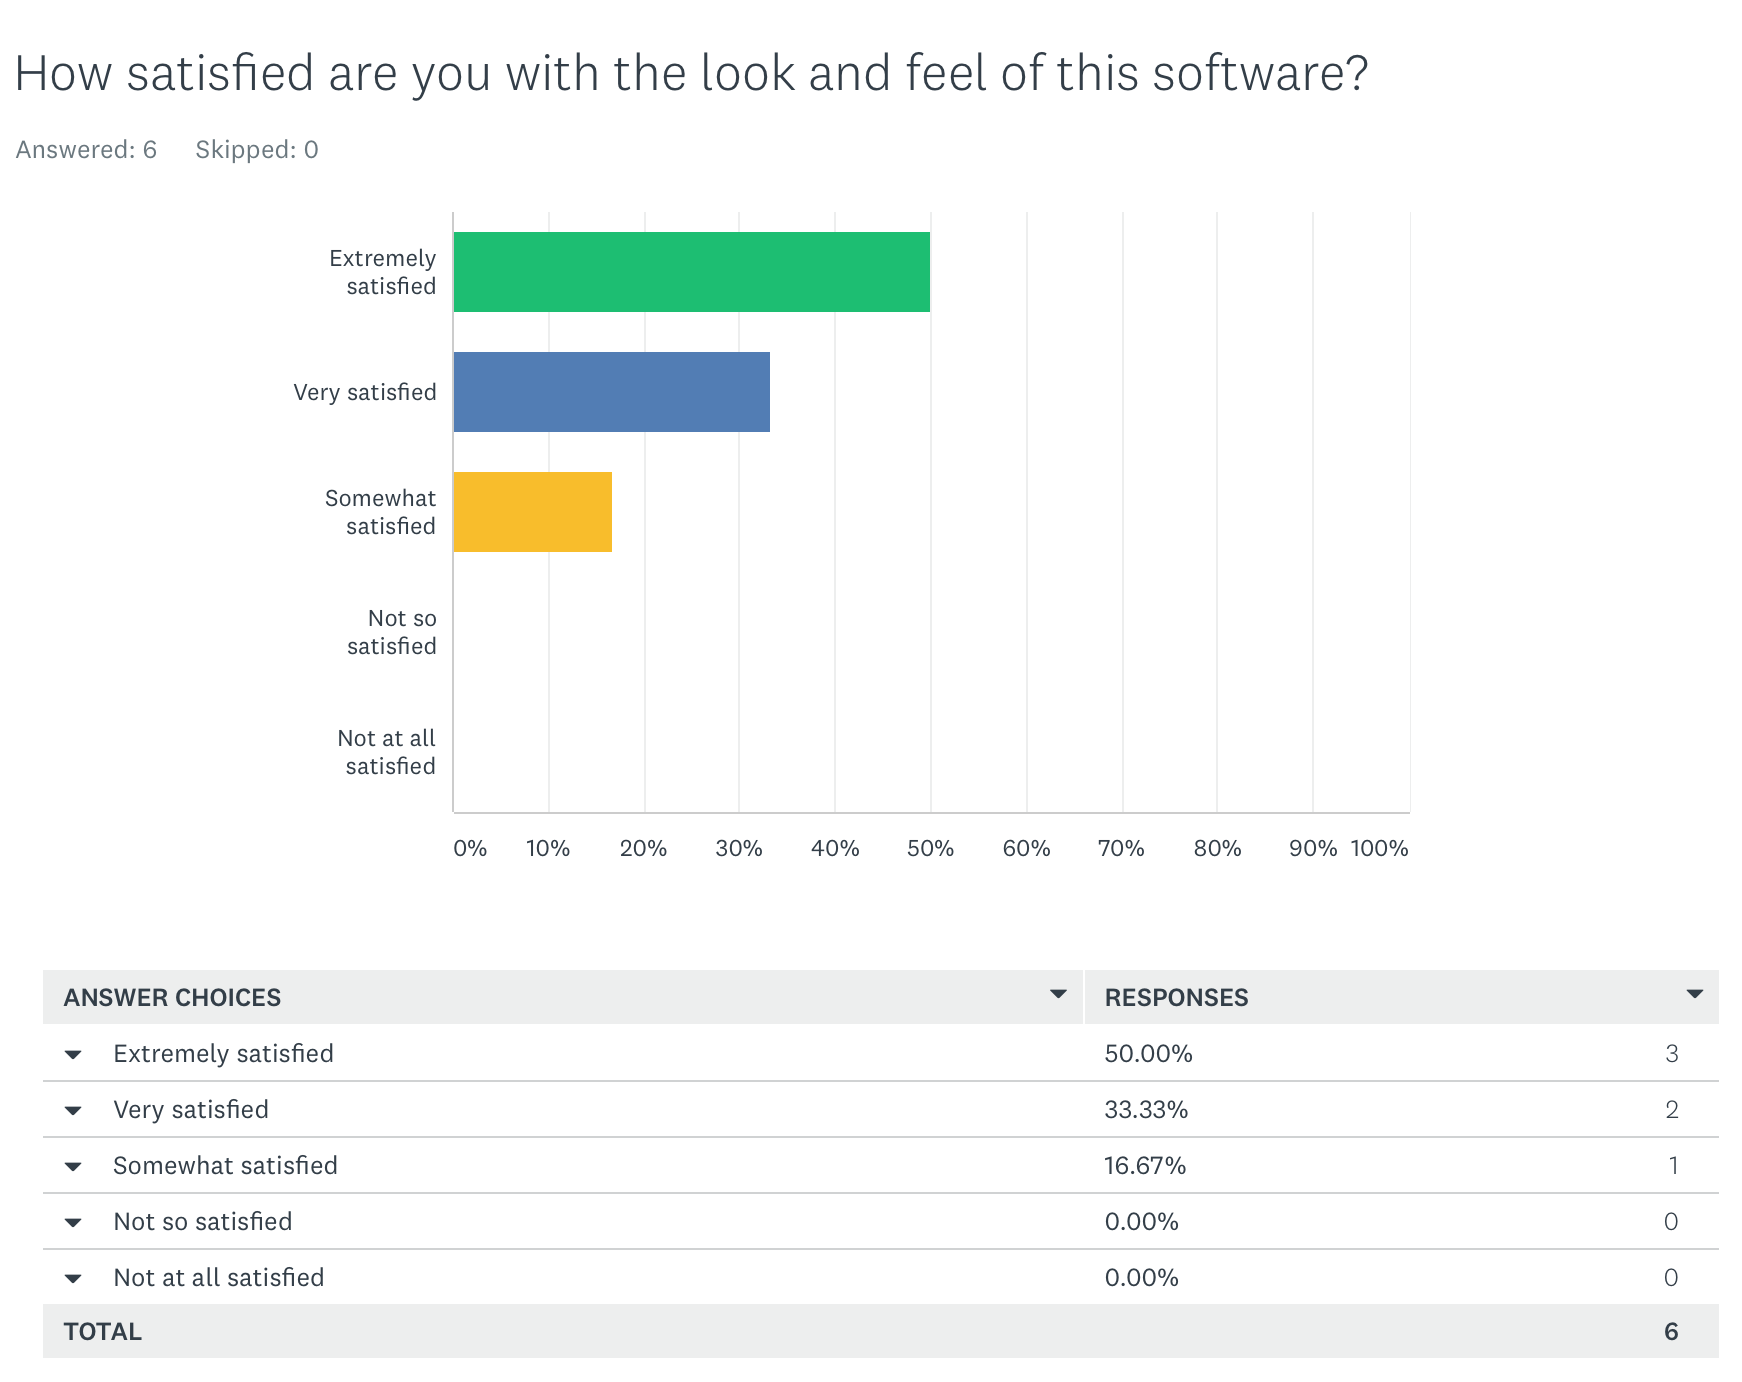 How satisfied are you with the look and feel of this software?
Answered: 6 Skipped: 0
Extremely
satisfied
Very satisfied
Somewhat
satisfied
Not so
satisfied
Not at all
satisfied
0% 10% 20% 30% 40% 50% 60% 70% 80% 90% 100%
ANSWER CHOICES RESPONSES
Extremely satisfied 50.00% 3
Very satisfied 33.33% 2
Somewhat satisfied 16.67% 1
Not so satisfied 0.00% 0
Not at all satisfied 0.00% 0
TOTAL 6